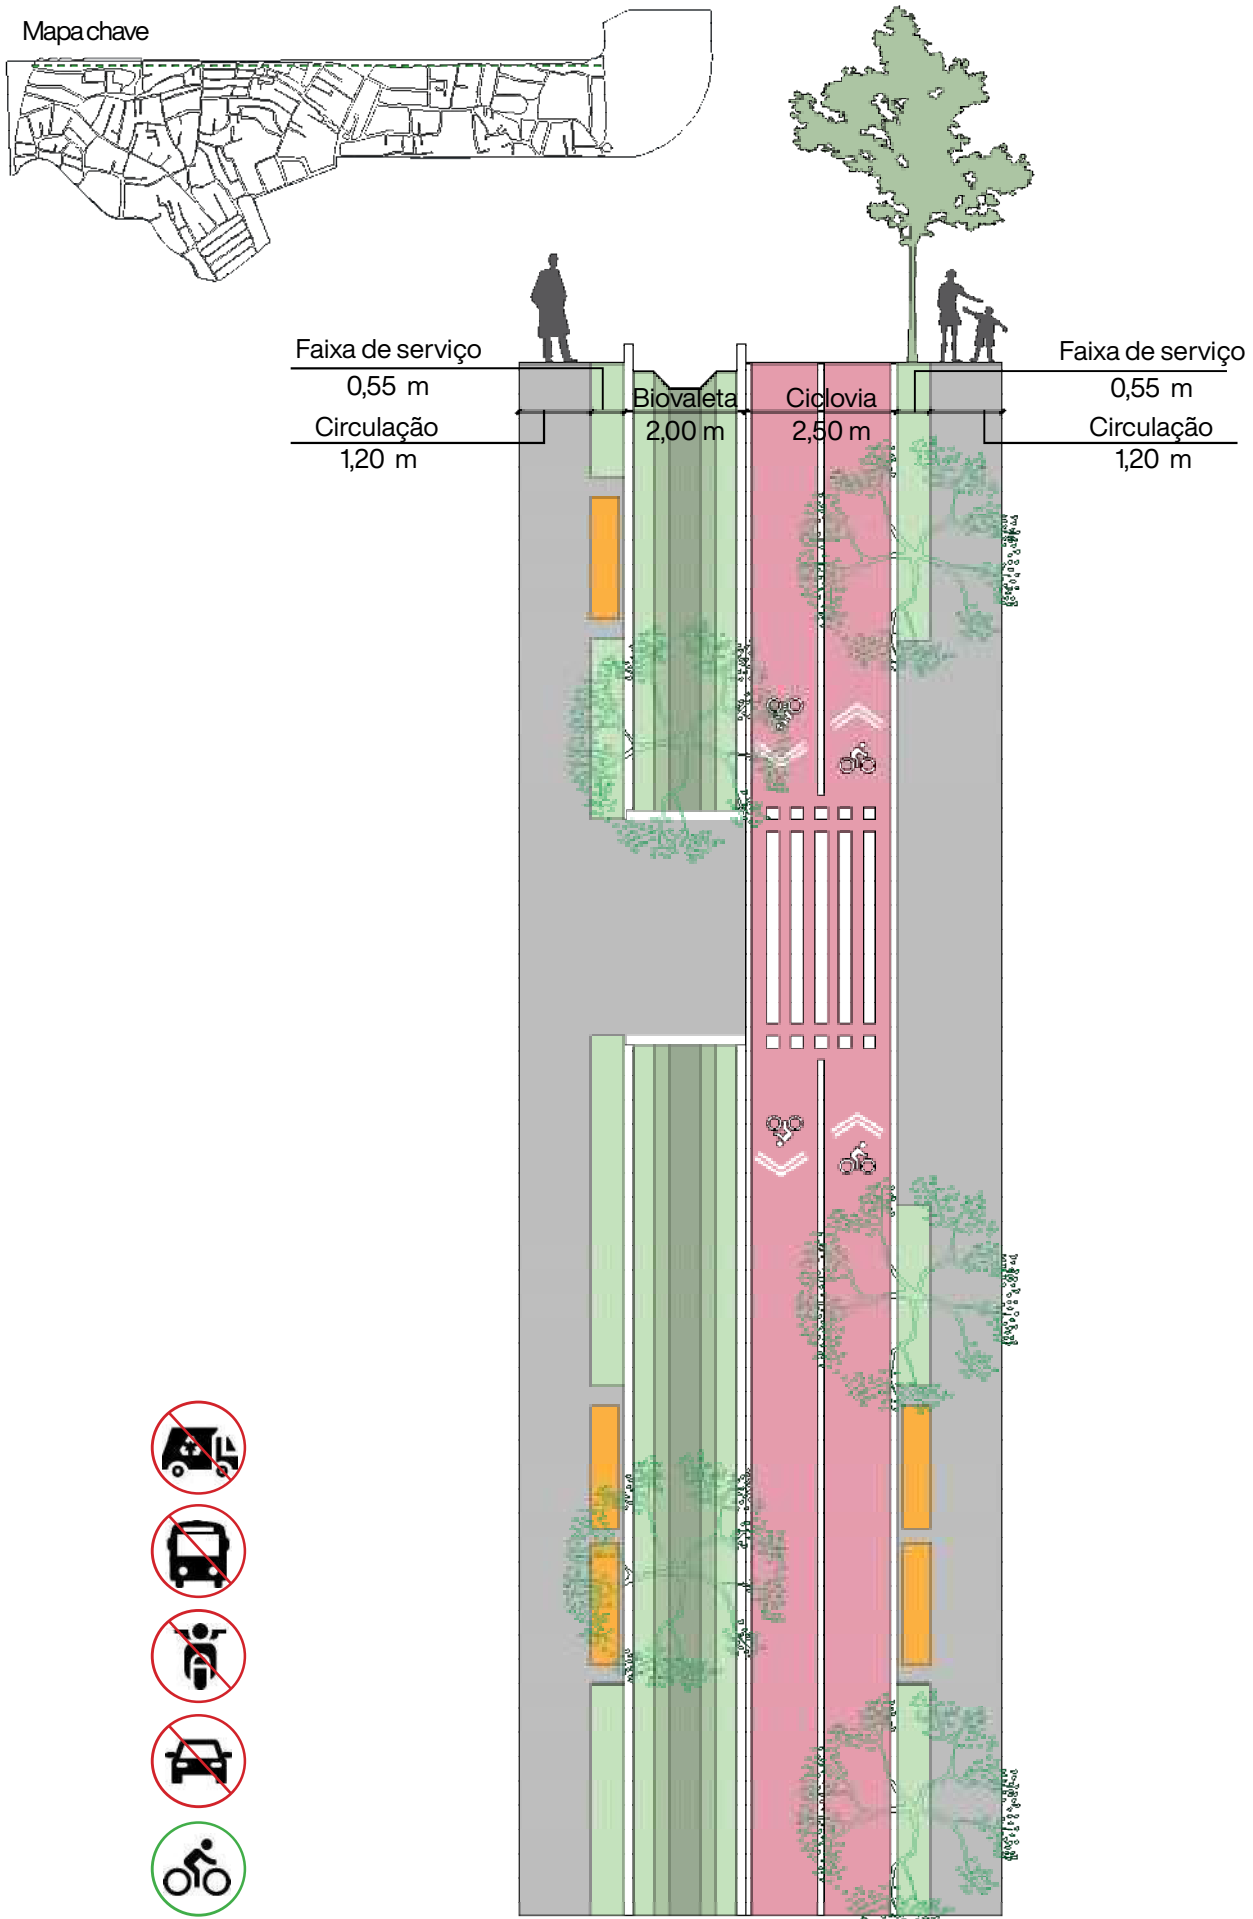 Mapa chave
Faixa de serviço
0,55 m
Circulação
1,20 m
Biovaleta
2,00 m
Ciclovia
2,50 m
Faixa de serviço
0,55 m
Circulação
1,20 m